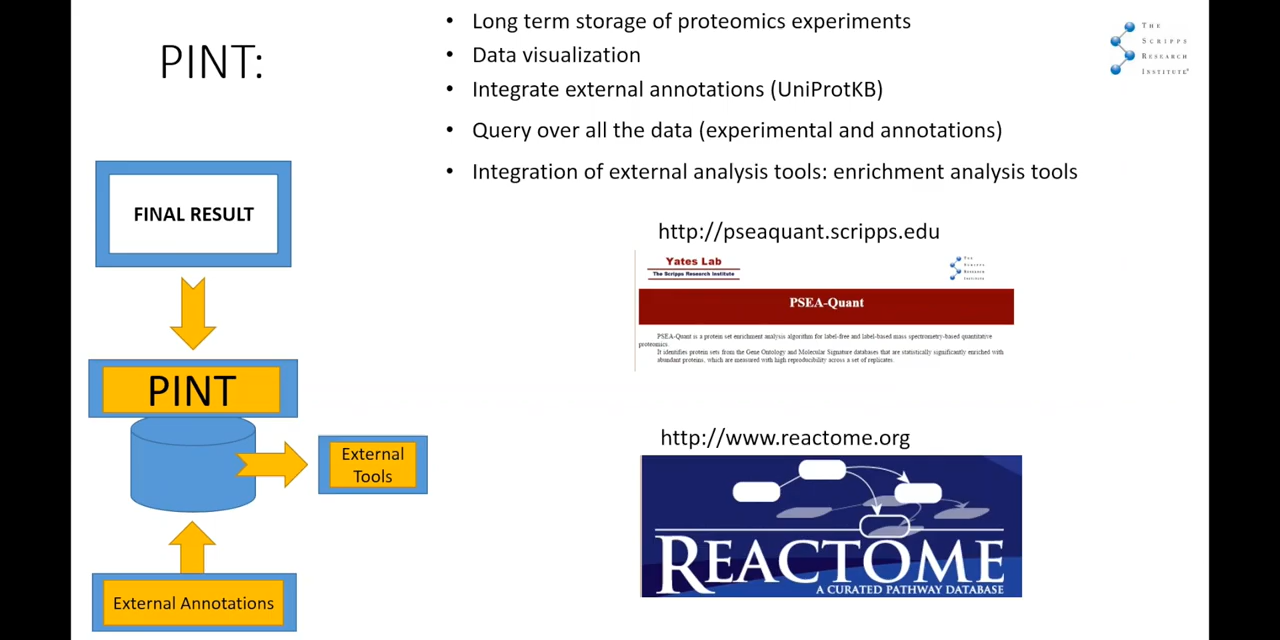 PINT:
• Long term storage of proteomics experiments
• Data visualization
• Integrate external annotations (UniProtKB)
• Query over all the data (experimental and annotations)
• Integration of external analysis tools: enrichment analysis tools
THE
SCRIPPS
RESEARCH
INSTITUTE®
FINAL RESULT
PINT
External
Tools
External Annotations
http://pseaquant.scripps.edu
Yates Lab
The Scripps Research Institute
THE
SCRIPPS
RESEARCH
INSTITUTE
PSEA-Quant
PSEA-Quant is a protein set enrichment analysis algorithm for label-free and label-based mass spectrometry-based quantitative
proteomics.
It identifies protein sets from the Gene Ontology and Molecular Signature databases that are statistically significantly enriched with
abundant proteins, which are measured with high reproducibility across a set of replicates.
http://www.reactome.org
REACTOME
A CURATED PATHWAY DATABASE